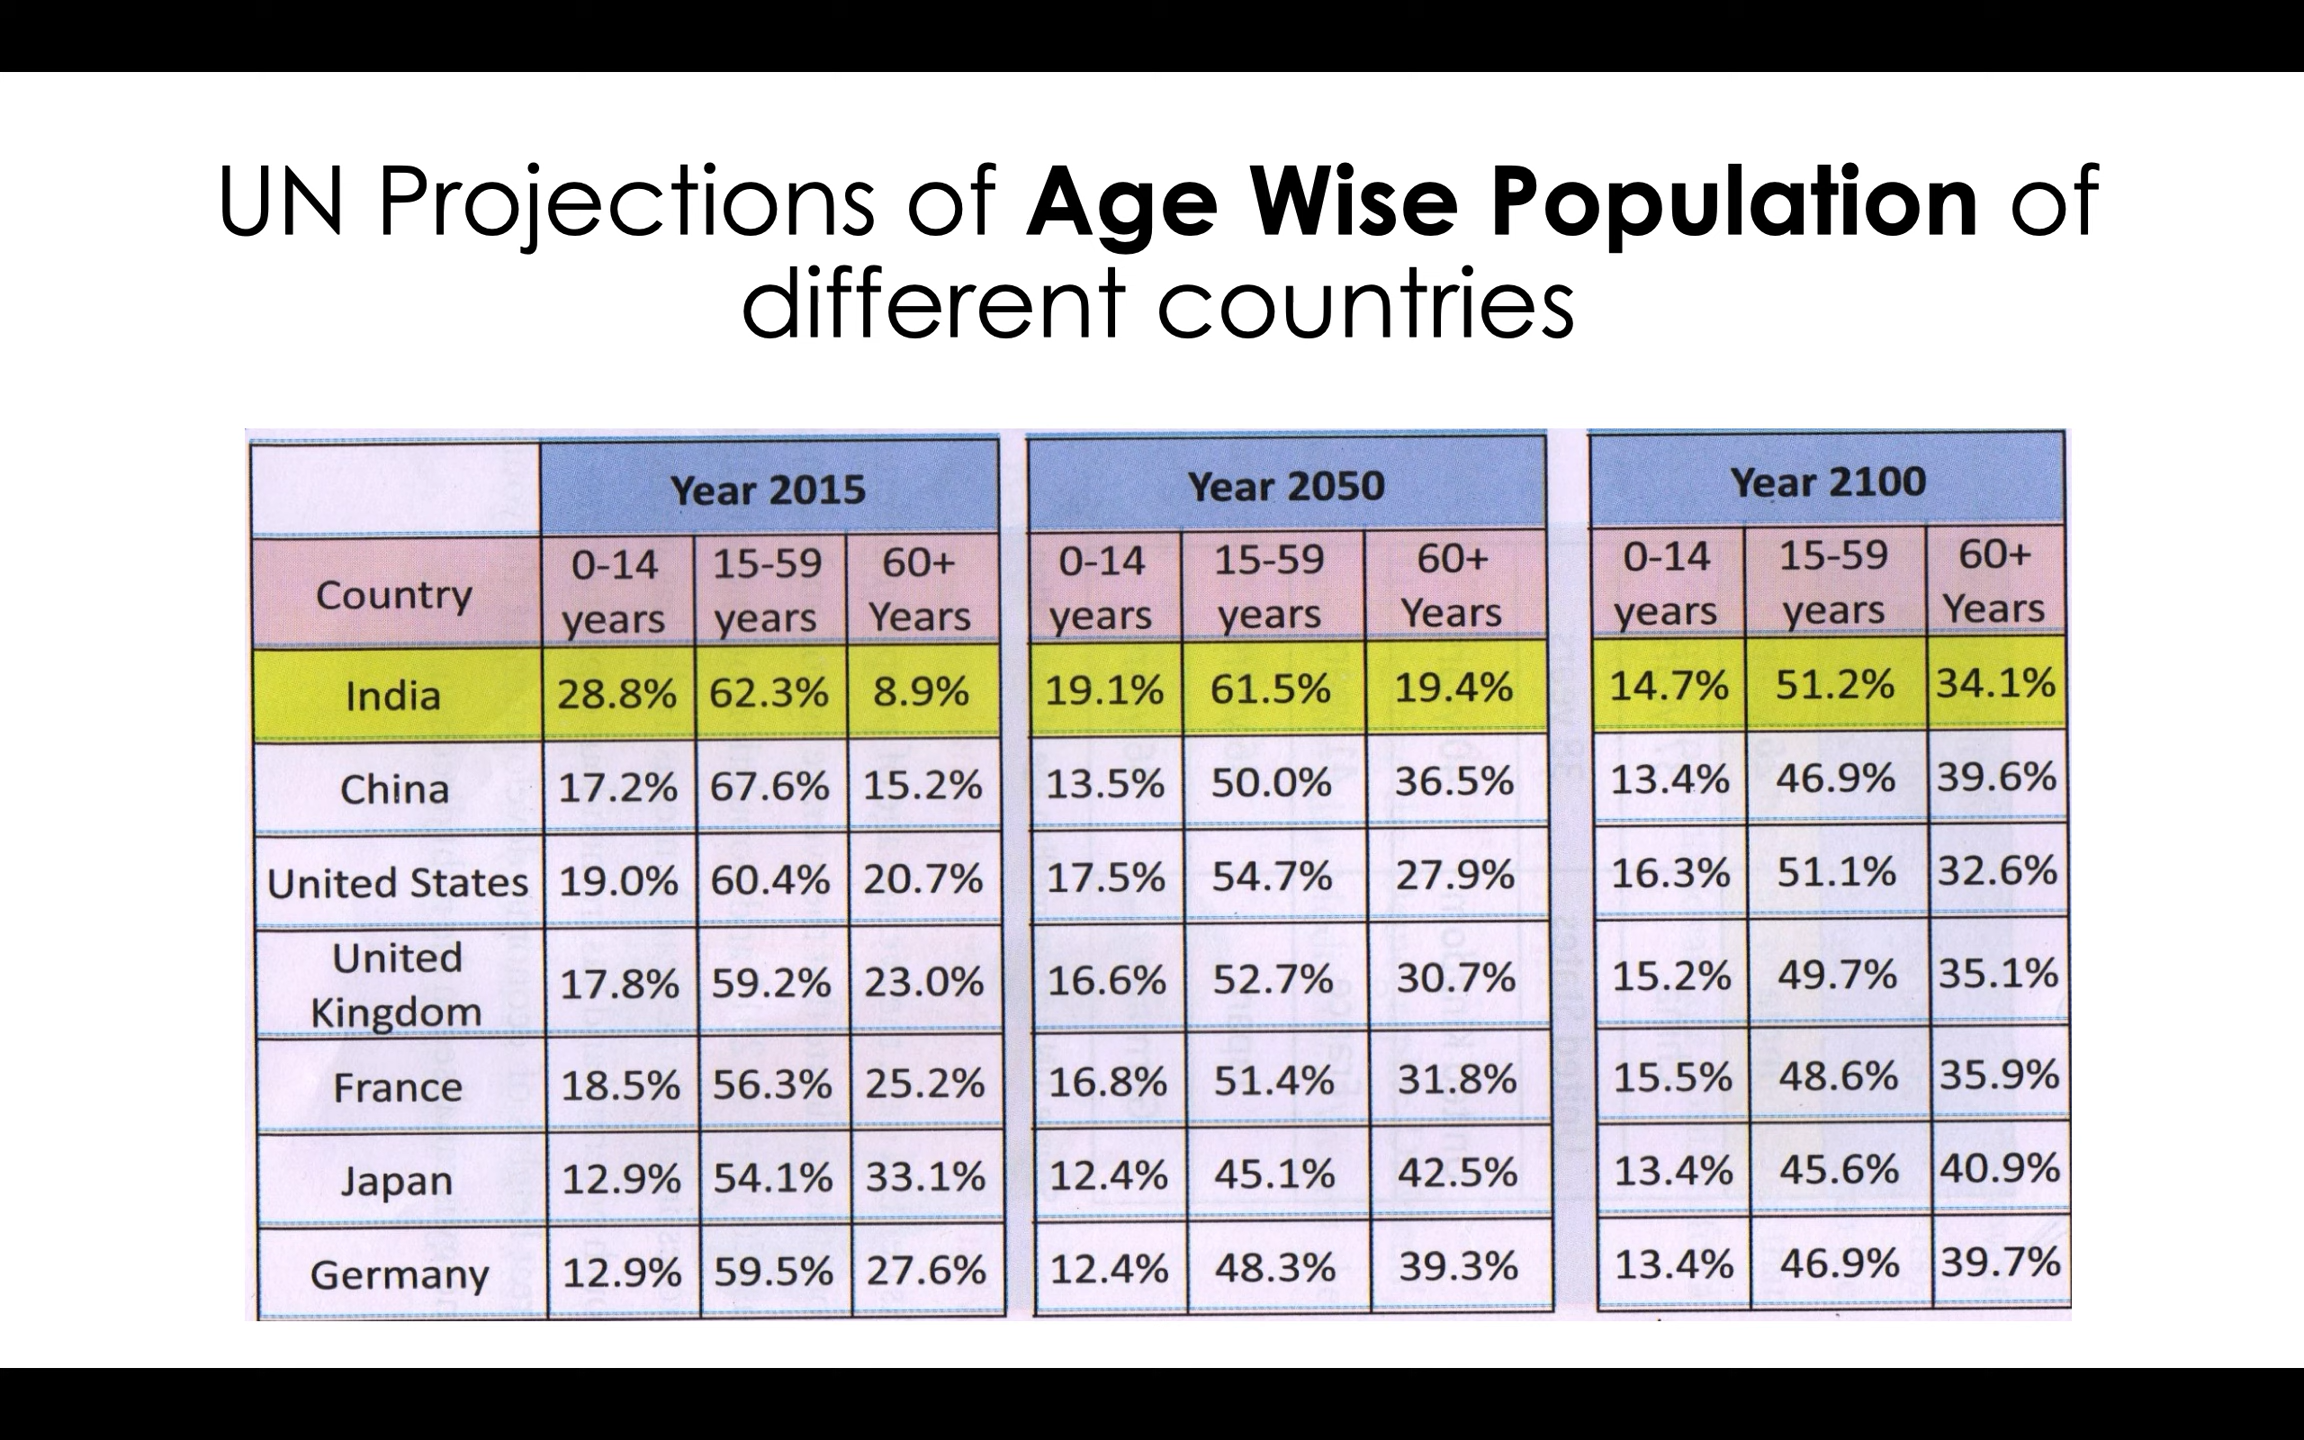 UN Projections of Age Wise Population of
different countries
Year 2015 Year 2050 Year 2100
Country 0-14 years 15-59 years 60+ Years 0-14 years 15-59 years 60+ Years 0-14 years 15-59 years 60+ Years
India 28.8% 62.3% 8.9% 19.1% 61.5% 19.4% 14.7% 51.2% 34.1%
China 17.2% 67.6% 15.2% 13.5% 50.0% 36.5% 13.4% 46.9% 39.6%
United States 19.0% 60.4% 20.7% 17.5% 54.7% 27.9% 16.3% 51.1% 32.6%
United Kingdom 17.8% 59.2% 23.0% 16.6% 52.7% 30.7% 15.2% 49.7% 35.1%
France 18.5% 56.3% 25.2% 16.8% 51.4% 31.8% 15.5% 48.6% 35.9%
Japan 12.9% 54.1% 33.1% 12.4% 45.1% 42.5% 13.4% 45.6% 40.9%
Germany 12.9% 59.5% 27.6% 12.4% 48.3% 39.3% 13.4% 46.9% 39.7%